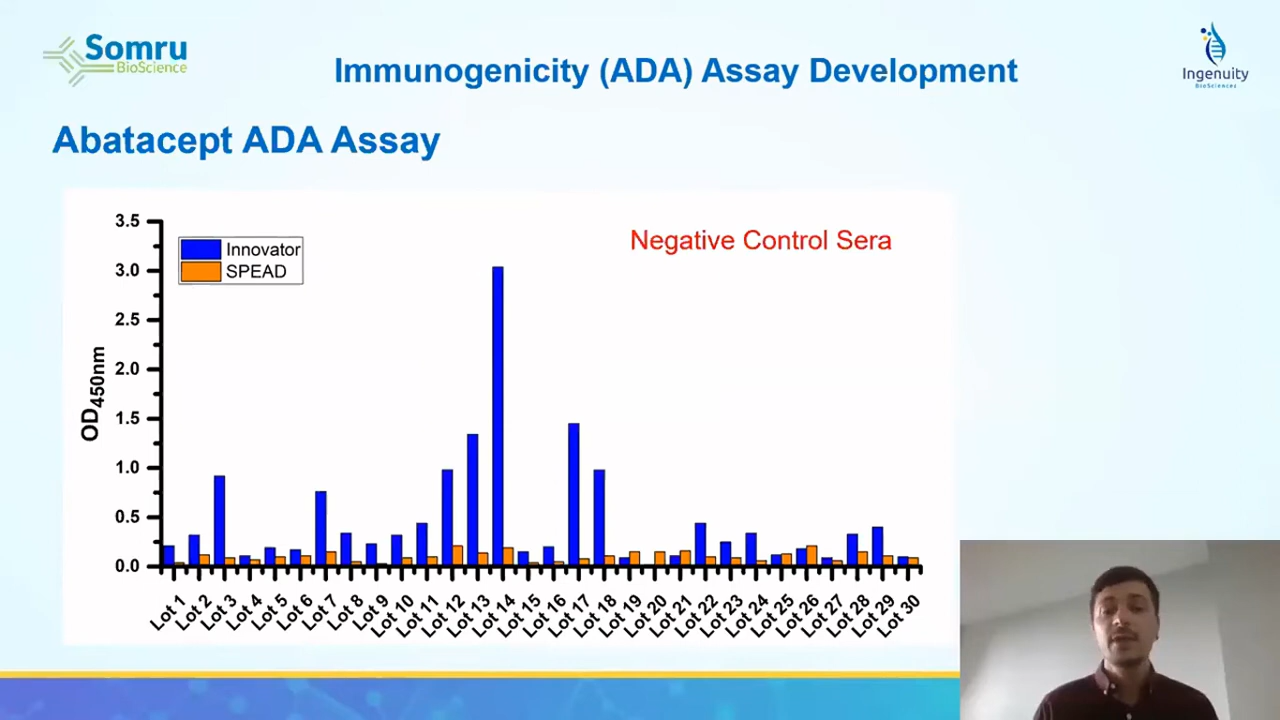 Somru
BioScience
Immunogenicity (ADA) Assay Development
Ingenuity
BioSciences
Abatacept ADA Assay
Innovator
SPEAD
Negative Control Sera
OD450nm
3.5
3.0
2.5
2.0
1.5
1.0
0.5
0.0
Lot 1
Lot 2
Lot 3
Lot 4
Lot 5
Lot 6
Lot 7
Lot 8
Lot 9
Lot 10
Lot 11
Lot 12
Lot 13
Lot 14
Lot 15
Lot 16
Lot 17
Lot 18
Lot 19
Lot 20
Lot 21
Lot 22
Lot 23
Lot 24
Lot 25
Lot 26
Lot 27
Lot 28
Lot 29
Lot 30